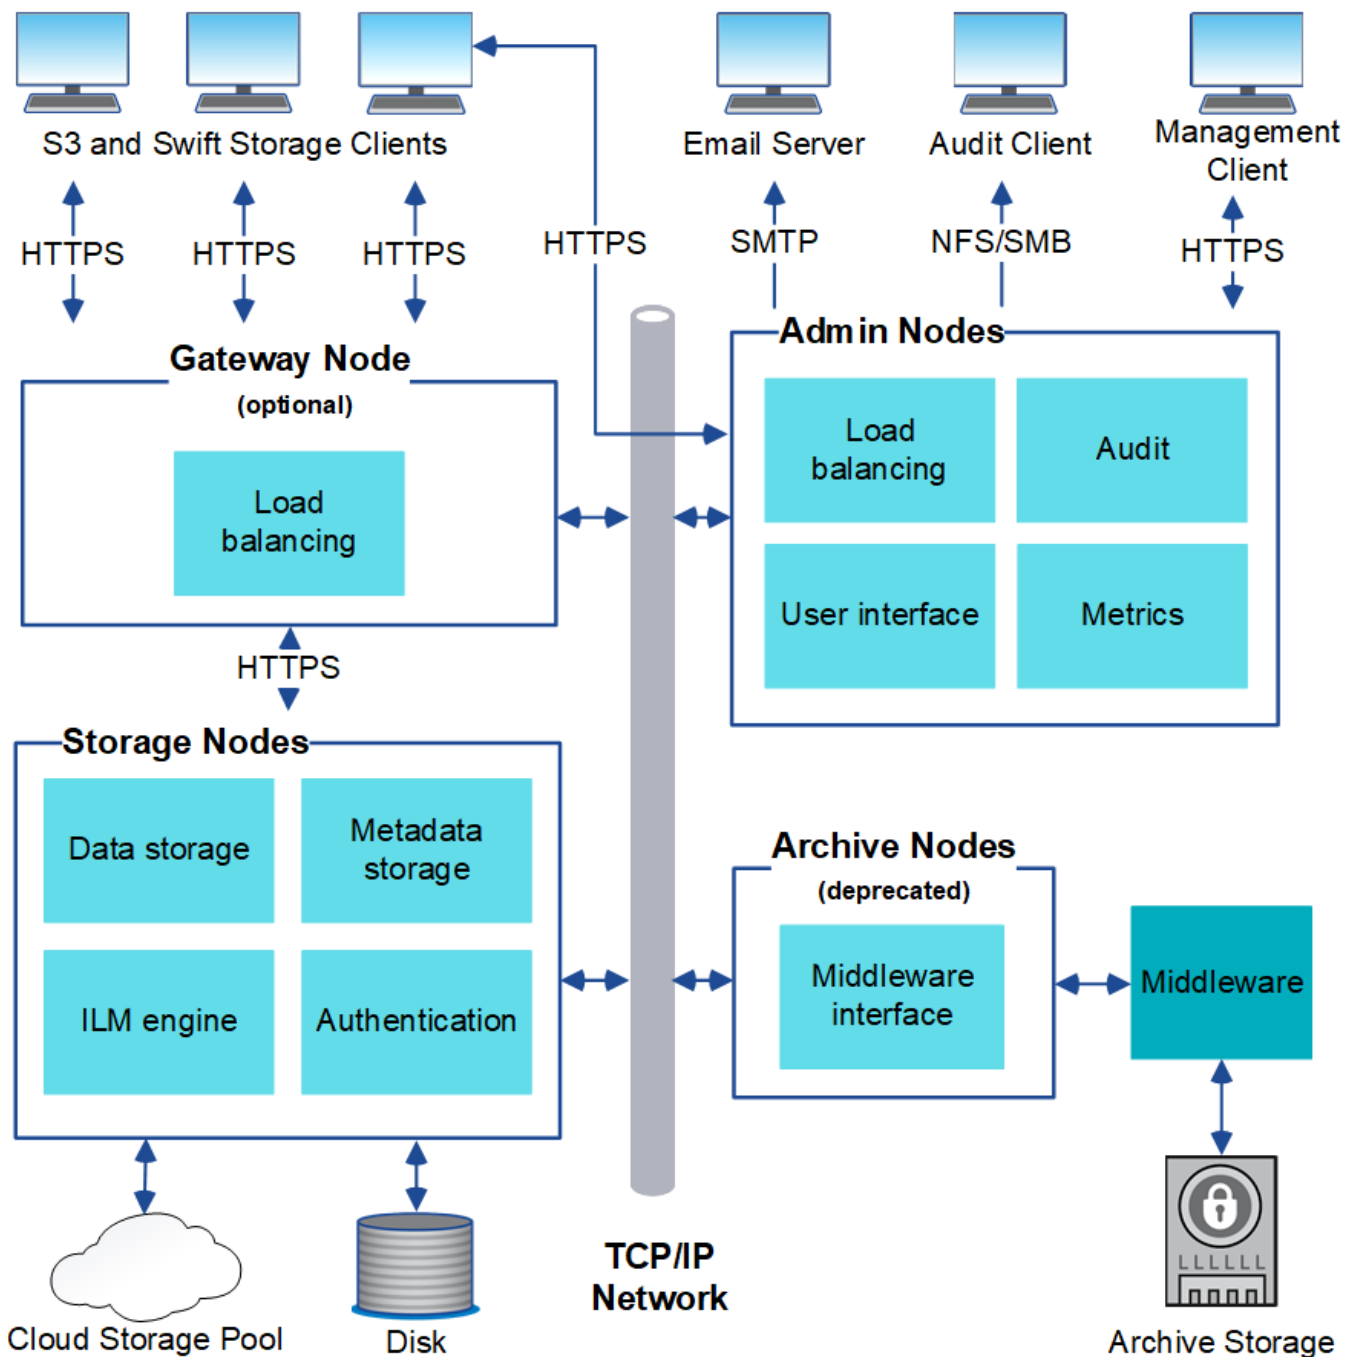 S3 and Swift Storage Clients
Email Server
Audit Client
Management
Client
HTTPS
HTTPS
HTTPS
HTTPS
SMTP
NFS/SMB
HTTPS
Gateway Node
(optional)
Load
balancing
Admin Nodes
Load
balancing
Audit
User interface
Metrics
HTTPS
Storage Nodes
Data storage
Metadata
storage
ILM engine
Authentication
Archive Nodes
(deprecated)
Middleware
interface
Middleware
TCP/IP
Network
LLLLLL
Cloud Storage Pool
Disk
Archive Storage